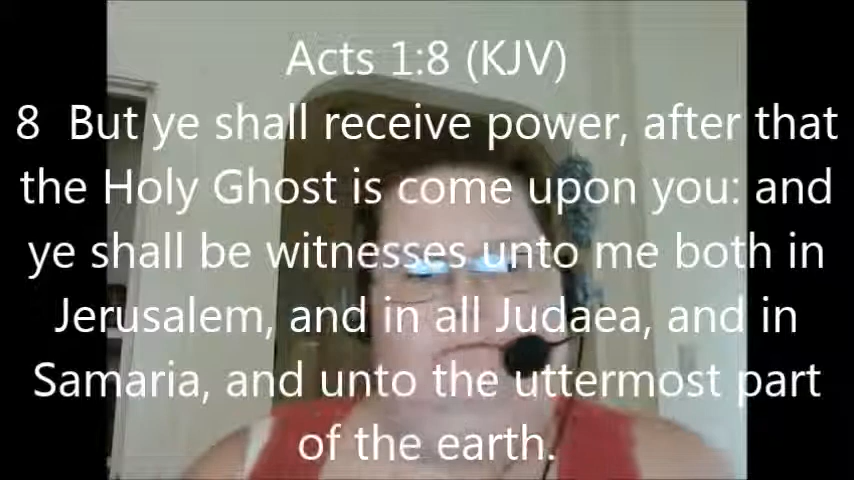 Acts 1:8 (KJV)
8 But ye shall receive power, after that
the Holy Ghost is come upon you: and
ye shall be witnesses unto me both in
Jerusalem, and in all Judaea, and in
Samaria, and unto the uttermost part
of the earth.